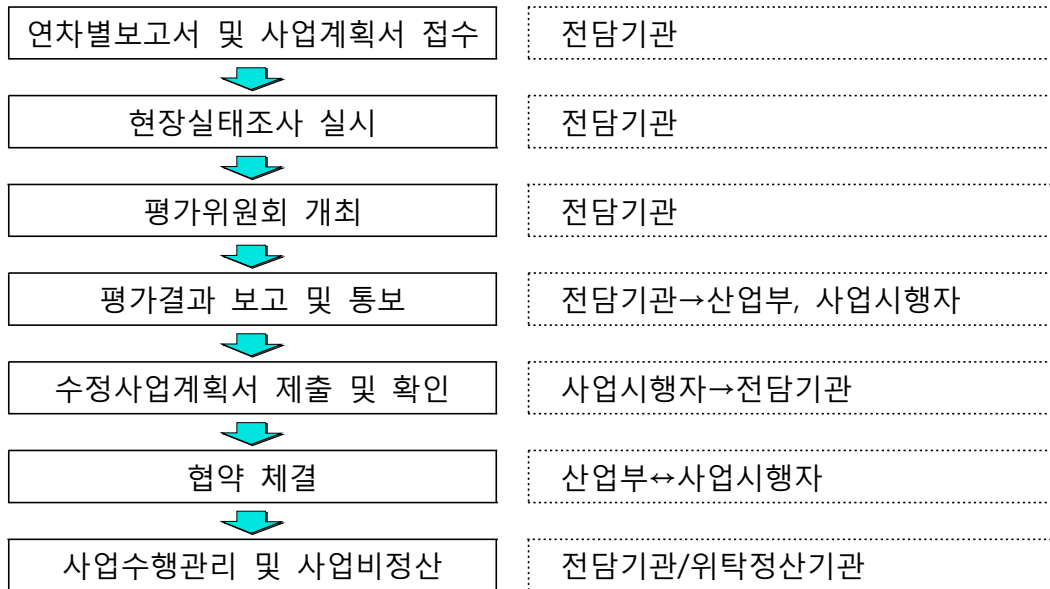 연차별보고서 및 사업계획서 접수
전담기관
현장실태조사 실시
전담기관
평가위원회 개최
전담기관
평가결과 보고 및 통보
전담기관→산업부, 사업시행자
수정사업계획서 제출 및 확인
사업시행자→전담기관
협약 체결
산업부↔사업시행자
사업수행관리 및 사업비정산
전담기관/위탁정산기관